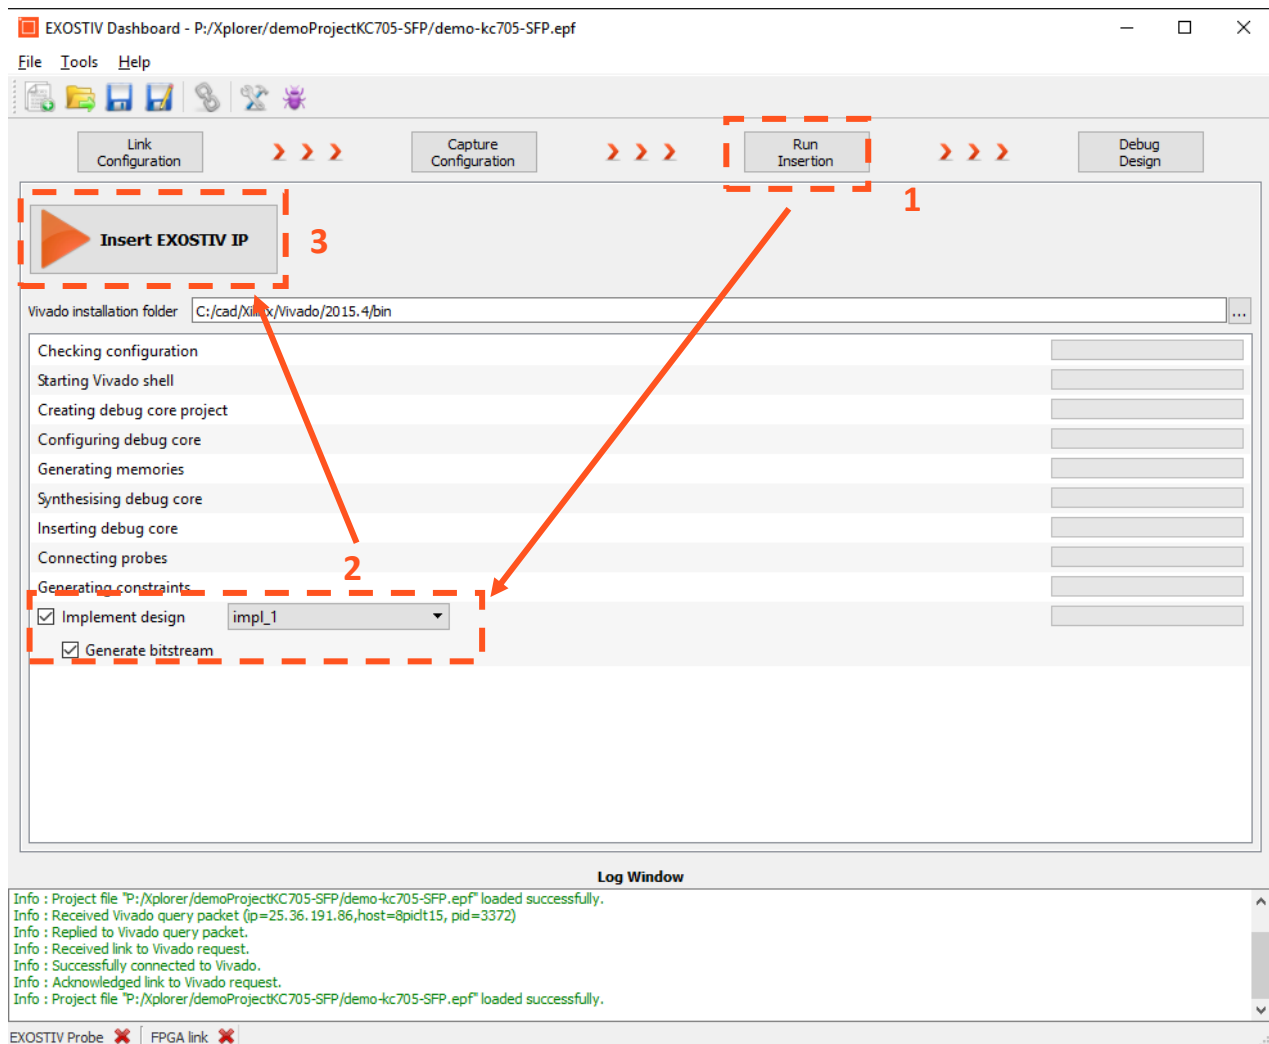 EXOSTIV Dashboard - P:/Xplorer/demoProjectKC705-SFP/demo-kc705-SFP.epf
File Tools Help
Link Configuration
Capture Configuration
Run Insertion
Debug Design
1
Insert EXOSTIV IP
3
Vivado installation folder C:/cad/Xilinx/Vivado/2015.4/bin ...
Checking configuration
Starting Vivado shell
Creating debug core project
Configuring debug core
Generating memories
Synthesising debug core
Inserting debug core
Connecting probes
2
Generating constraints
Implement design impl_1
Generate bitstream
Log Window
Info : Project file "P:/Xplorer/demoProjectKC705-SFP/demo-kc705-SFP.epf" loaded successfully.
Info : Received Vivado query packet (ip=25.36.191.86,host=8piclt15, pid=3372)
Info : Replied to Vivado query packet.
Info : Received link to Vivado request.
Info : Successfully connected to Vivado.
Info : Acknowledged link to Vivado request.
Info : Project file "P:/Xplorer/demoProjectKC705-SFP/demo-kc705-SFP.epf" loaded successfully.
EXOSTIV Probe FPGA link